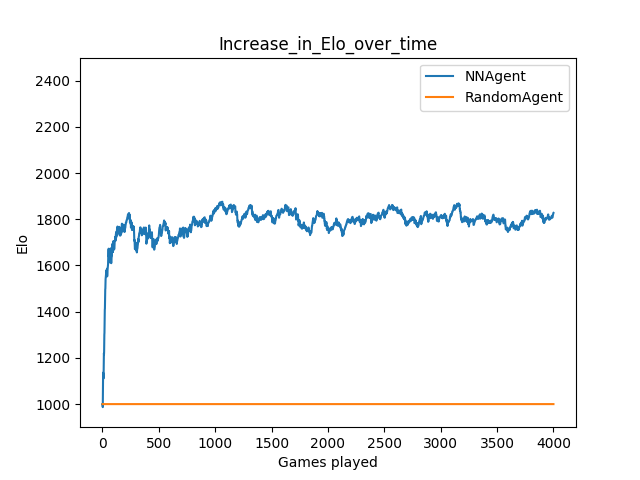 Increase_in_Elo_over_time
NNAgent
RandomAgent
2400
2200
2000
1800
1600
1400
1200
1000
Elo
0 500 1000 1500 2000 2500 3000 3500 4000
Games played